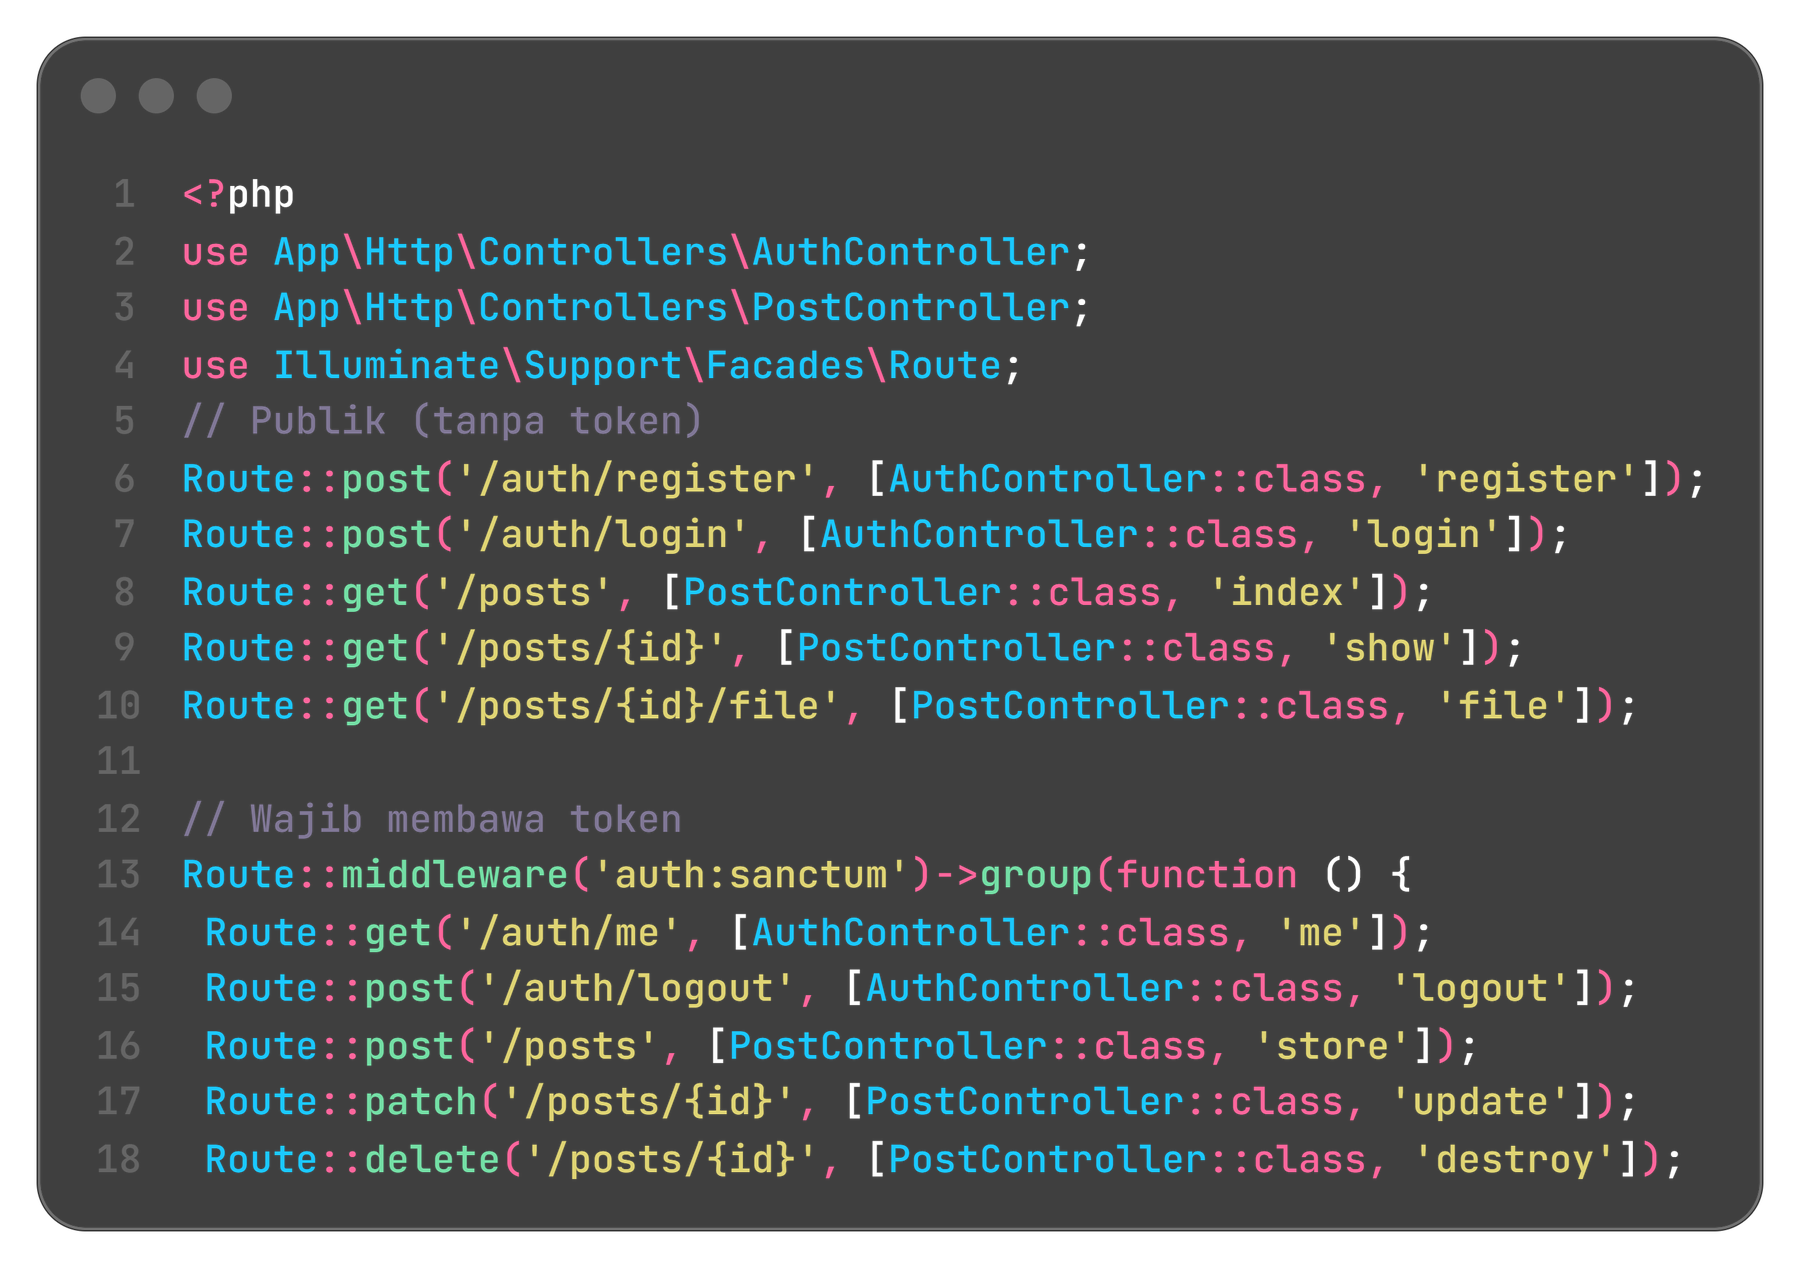 1 <?php
2 use App\Http\Controllers\AuthController;
3 use App\Http\Controllers\PostController;
4 use Illuminate\Support\Facades\Route;
5 // Publik (tanpa token)
6 Route::post('/auth/register', [AuthController::class, 'register']);
7 Route::post('/auth/login', [AuthController::class, 'login']);
8 Route::get('/posts', [PostController::class, 'index']);
9 Route::get('/posts/{id}', [PostController::class, 'show']);
10 Route::get('/posts/{id}/file', [PostController::class, 'file']);
11
12 // Wajib membawa token
13 Route::middleware('auth:sanctum')->group(function () {
14  Route::get('/auth/me', [AuthController::class, 'me']);
15  Route::post('/auth/logout', [AuthController::class, 'logout']);
16  Route::post('/posts', [PostController::class, 'store']);
17  Route::patch('/posts/{id}', [PostController::class, 'update']);
18  Route::delete('/posts/{id}', [PostController::class, 'destroy']);